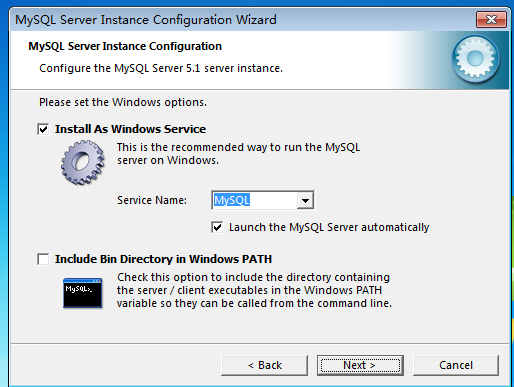 MySQL Server Instance Configuration Wizard
MySQL Server Instance Configuration
Configure the MySQL Server 5.1 server instance.
Please set the Windows options.
Install As Windows Service
This is the recommended way to run the MySQL
server on Windows.
Service Name:
MySQL
Launch the MySQL Server automatically
Include Bin Directory in Windows PATH
MySQL>_
Check this option to include the directory containing
the server / client executables in the Windows PATH
variable so they can be called from the command line.
< Back
Next >
Cancel